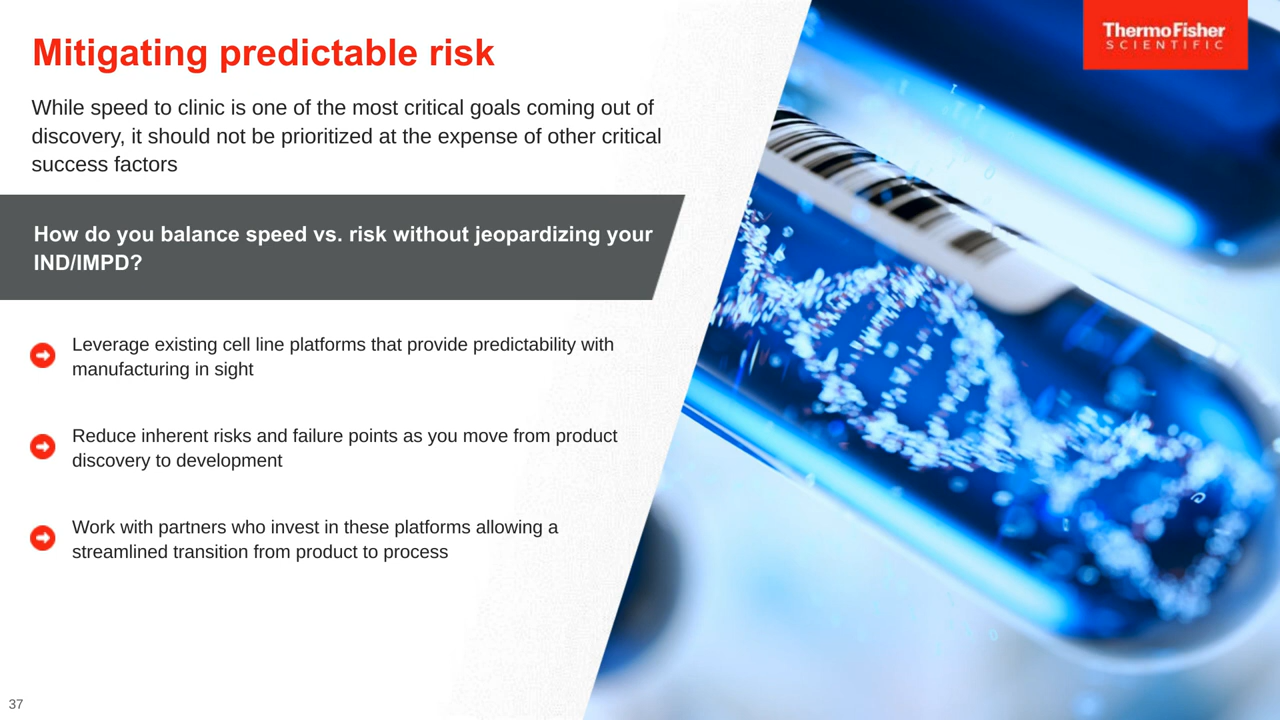 Mitigating predictable risk
ThermoFisher
SCIENTIFIC
While speed to clinic is one of the most critical goals coming out of
discovery, it should not be prioritized at the expense of other critical
success factors
How do you balance speed vs. risk without jeopardizing your
IND/IMPD?
Leverage existing cell line platforms that provide predictability with
manufacturing in sight
Reduce inherent risks and failure points as you move from product
discovery to development
Work with partners who invest in these platforms allowing a
streamlined transition from product to process
37